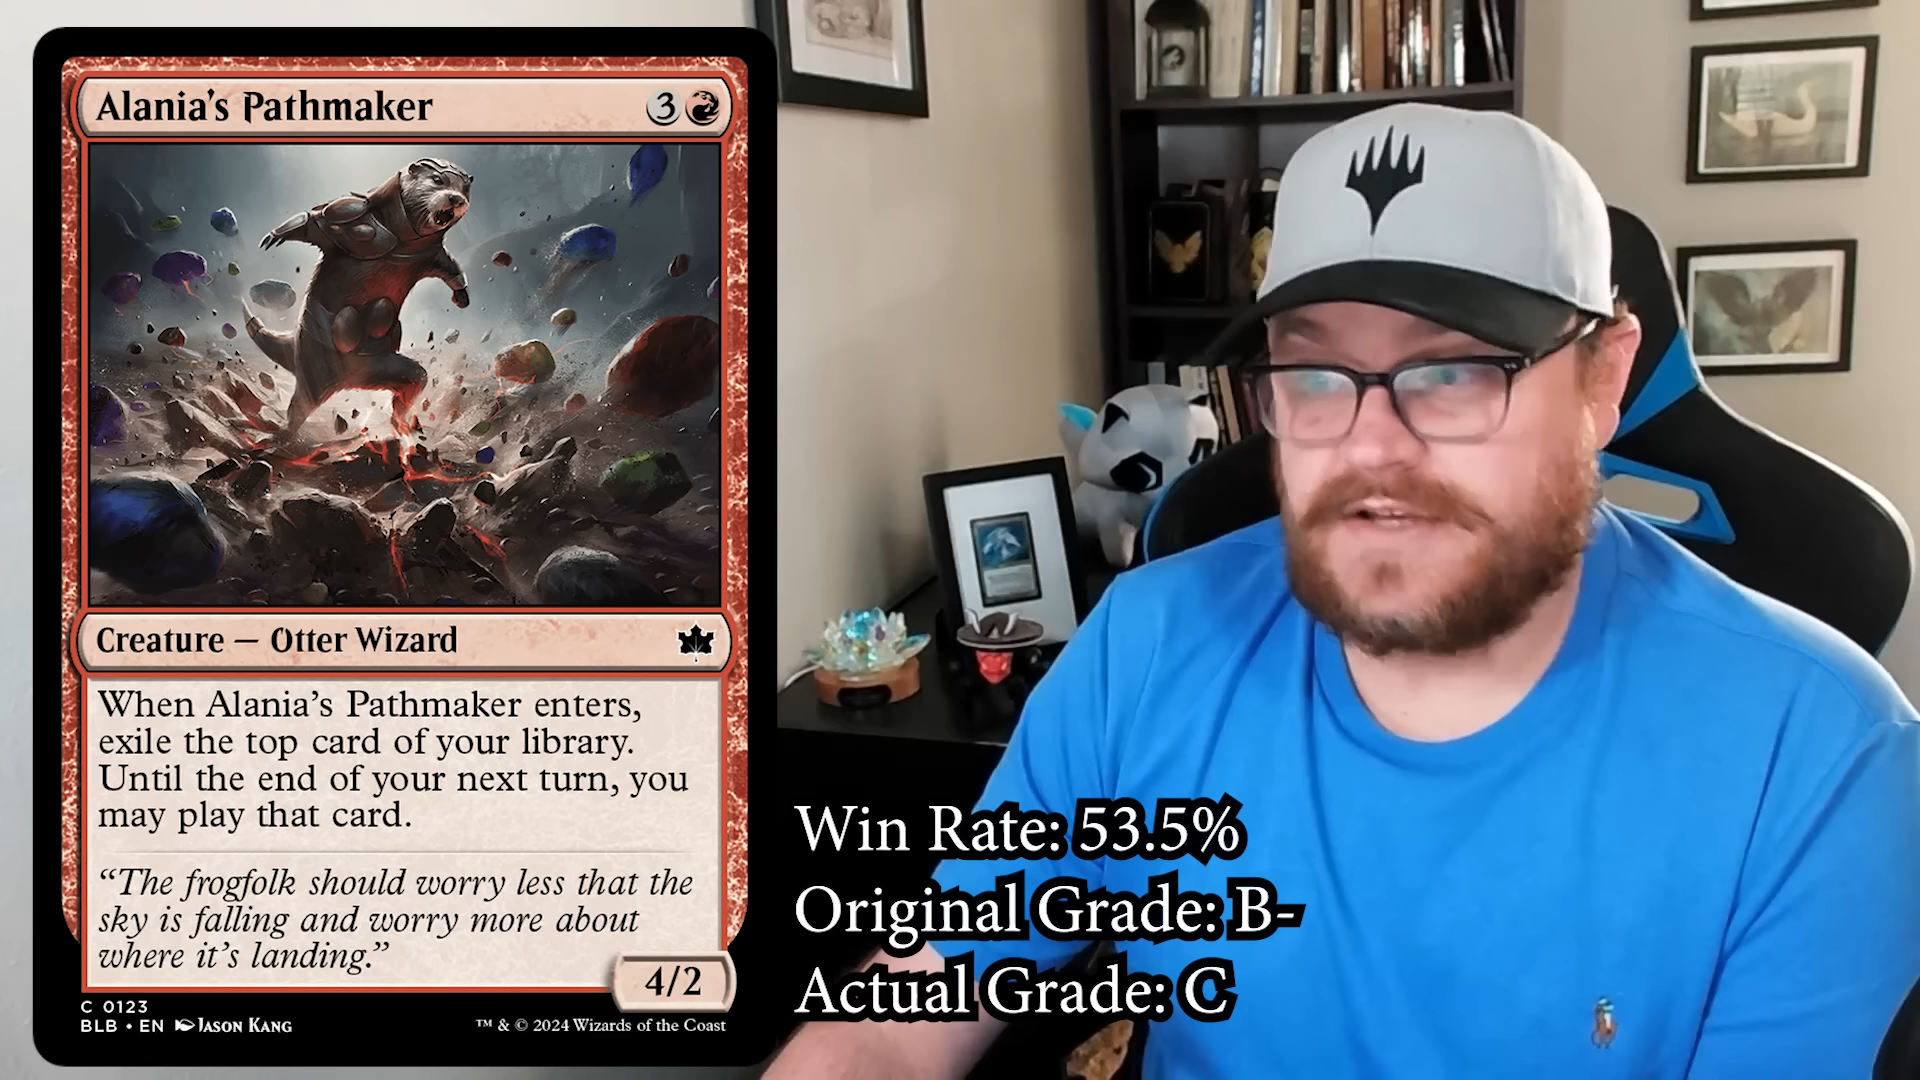 Alania's Pathmaker
3
Creature — Otter Wizard
When Alania's Pathmaker enters,
exile the top card of your library.
Until the end of your next turn, you
may play that card.
“The frogfolk should worry less that the
sky is falling and worry more about
where it's landing.”
4/2
C 0123
BLB • EN Jason Kang
™ & © 2024 Wizards of the Coast
Win Rate: 53.5%
Original Grade: B-
Actual Grade: C